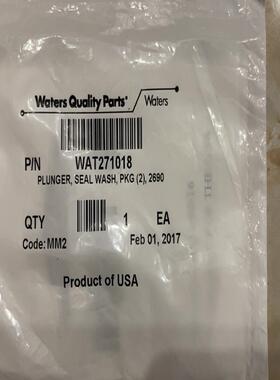 Waters Quality Parts® Waters
P/N WAT271018
PLUNGER, SEAL WASH, PKG (2), 2690
QTY 1 EA
Code: MM2 Feb 01, 2017
Product of USA